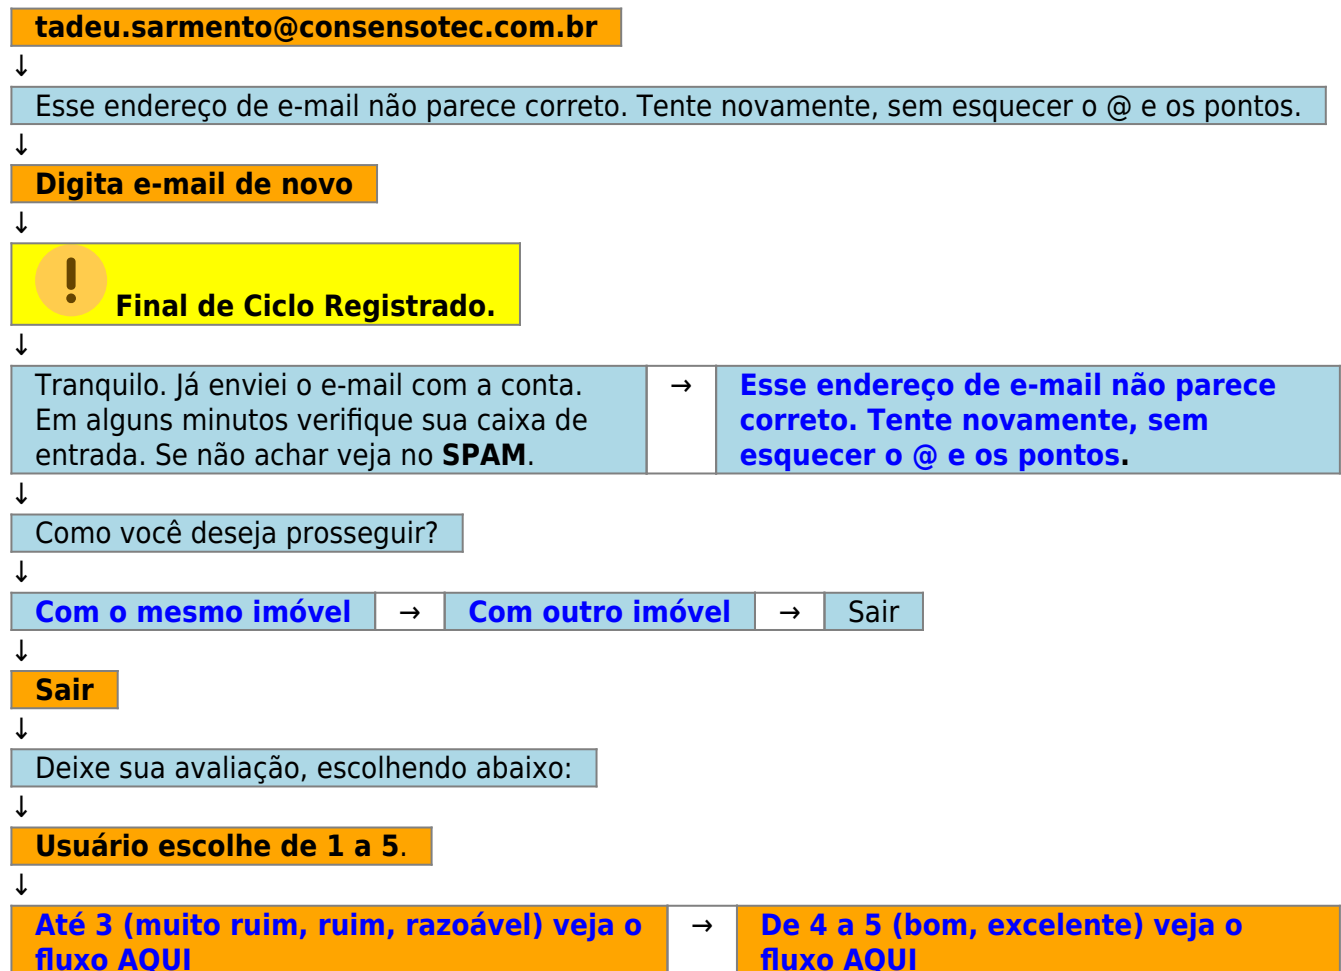 tadeu.sarmento@consensotec.com.br
↓
Esse endereço de e-mail não parece correto. Tente novamente, sem esquecer o @ e os pontos.
↓
Digita e-mail de novo
↓
! Final de Ciclo Registrado.
↓
Tranquilo. Já enviei o e-mail com a conta.
Em alguns minutos verifique sua caixa de
entrada. Se não achar veja no SPAM.
→
Esse endereço de e-mail não parece
correto. Tente novamente, sem
esquecer o @ e os pontos.
↓
Como você deseja prosseguir?
↓
Com o mesmo imóvel → Com outro imóvel → Sair
↓
Sair
↓
Deixe sua avaliação, escolhendo abaixo:
↓
Usuário escolhe de 1 a 5.
↓
Até 3 (muito ruim, ruim, razoável) veja o
fluxo AQUI
→
De 4 a 5 (bom, excelente) veja o
fluxo AQUI